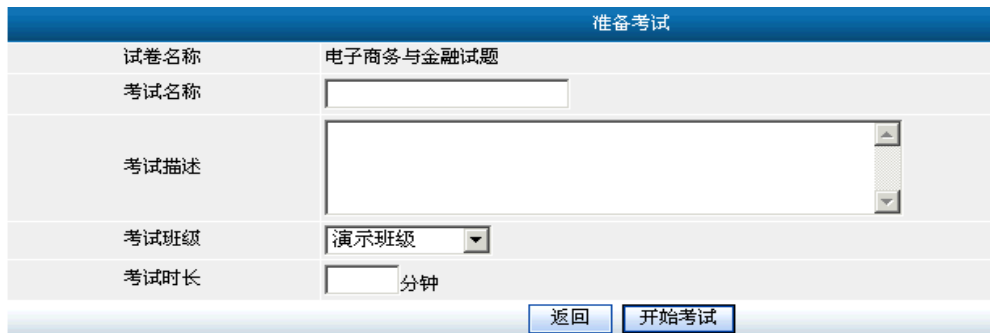 准备考试
试卷名称 电子商务与金融试题
考试名称
考试描述
考试班级 演示班级
考试时长 分钟
返回 开始考试